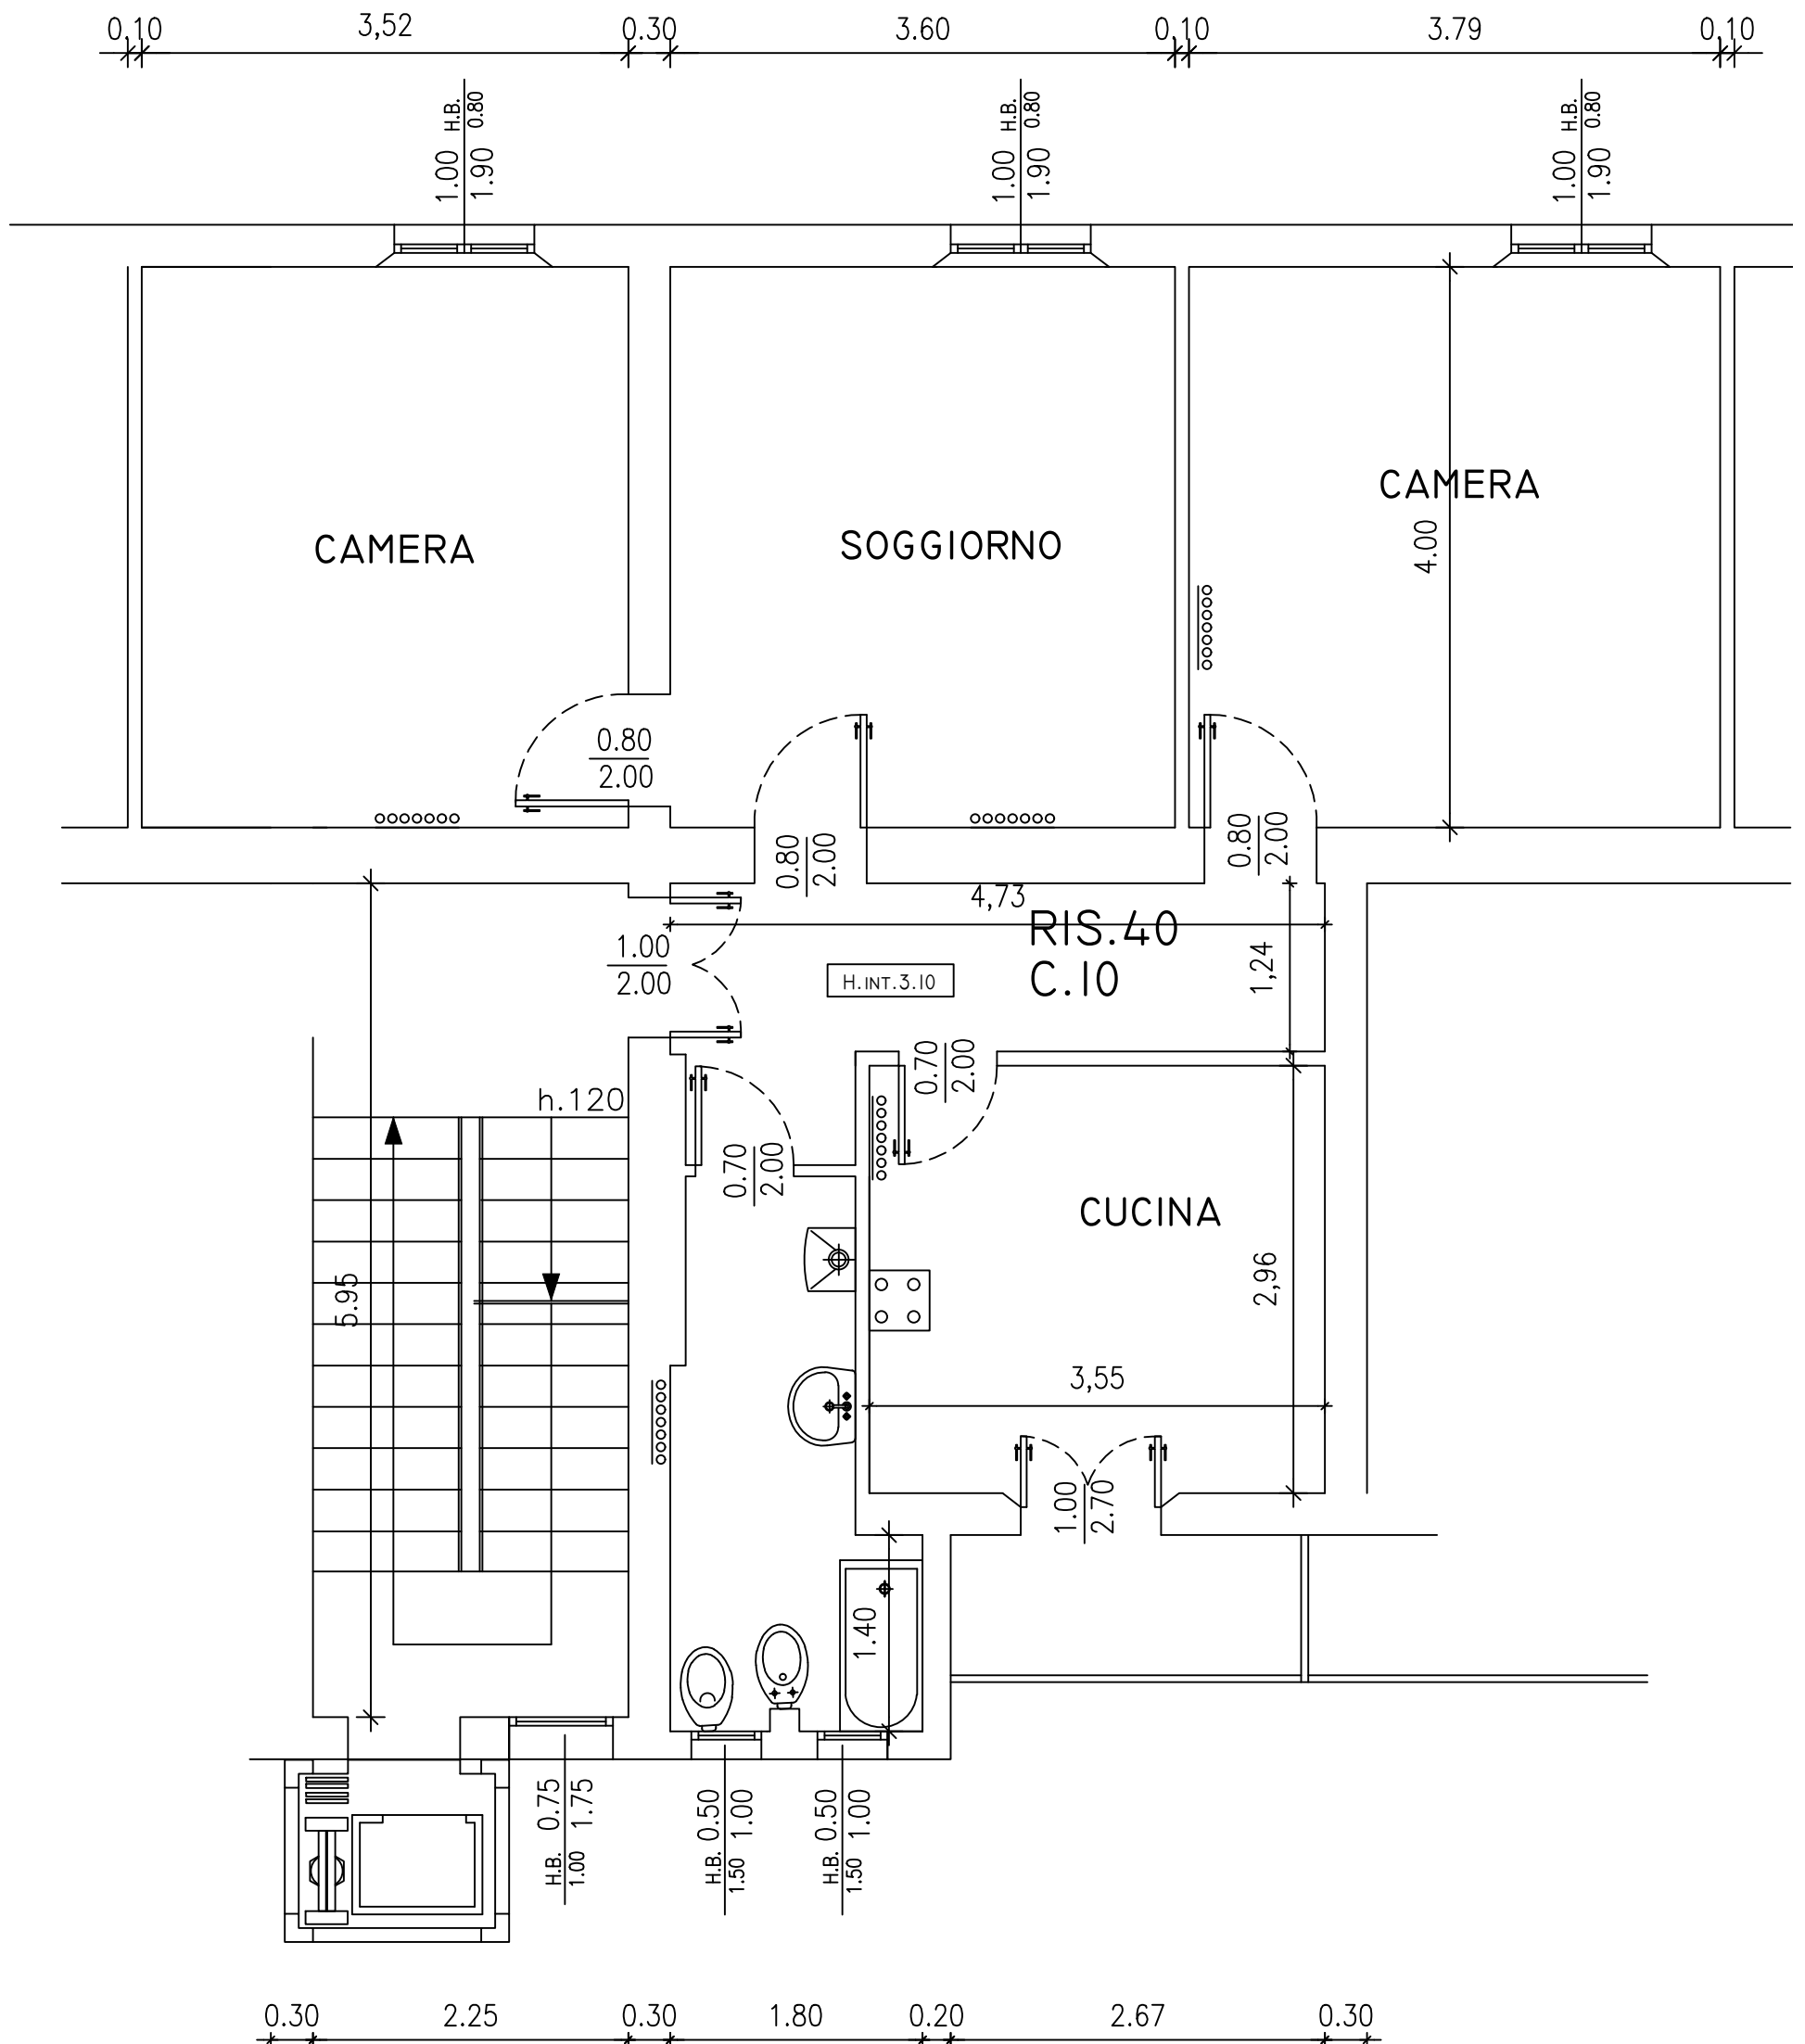 0,10 3,52 0.30 3.60 0,10 3.79 0,10
H.B. 0.80
1.00 1.90
H.B. 0.80
1.00 1.90
H.B. 0.80
1.00 1.90
CAMERA
SOGGIORNO
CAMERA
4.00
0.80
2.00
0.80
2.00
0.80
2.00
4,73
RIS.40
C.10
1.00
2.00
H.INT.3.10
1,24
0.70
2.00
h.120
0.70
2.00
CUCINA
5.95
2,96
3,55
1.00
2.70
1.40
0.75
1.75
H.B.
1.00
0.50
1.00
H.B.
1.50
0.50
1.00
H.B.
1.50
0.30 2.25 0.30 1.80 0.20 2.67 0.30